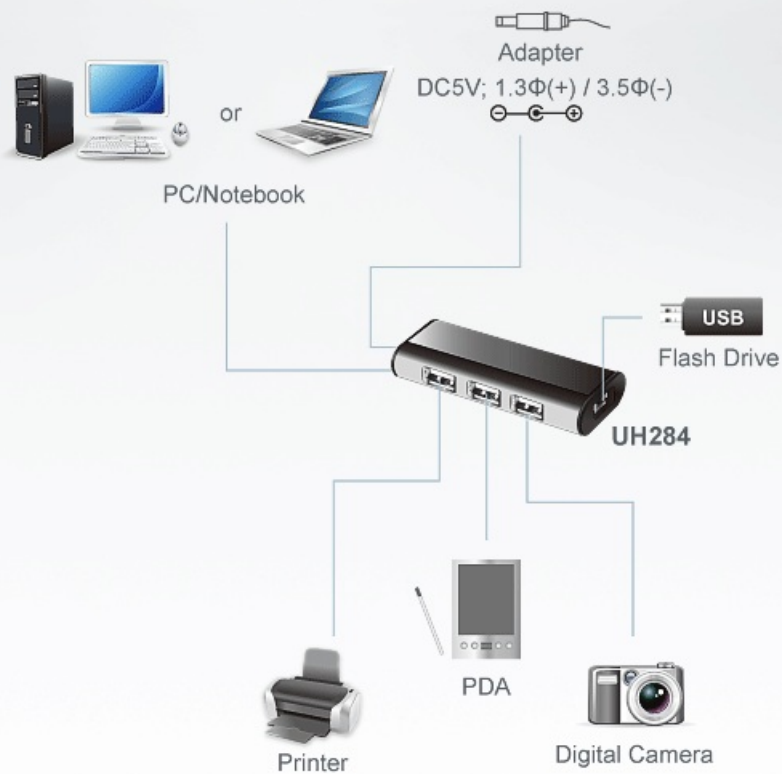 Adapter
DC5V; 1.3Φ(+) / 3.5Φ(-)
or
PC/Notebook
USB
Flash Drive
UH284
PDA
Digital Camera
Printer